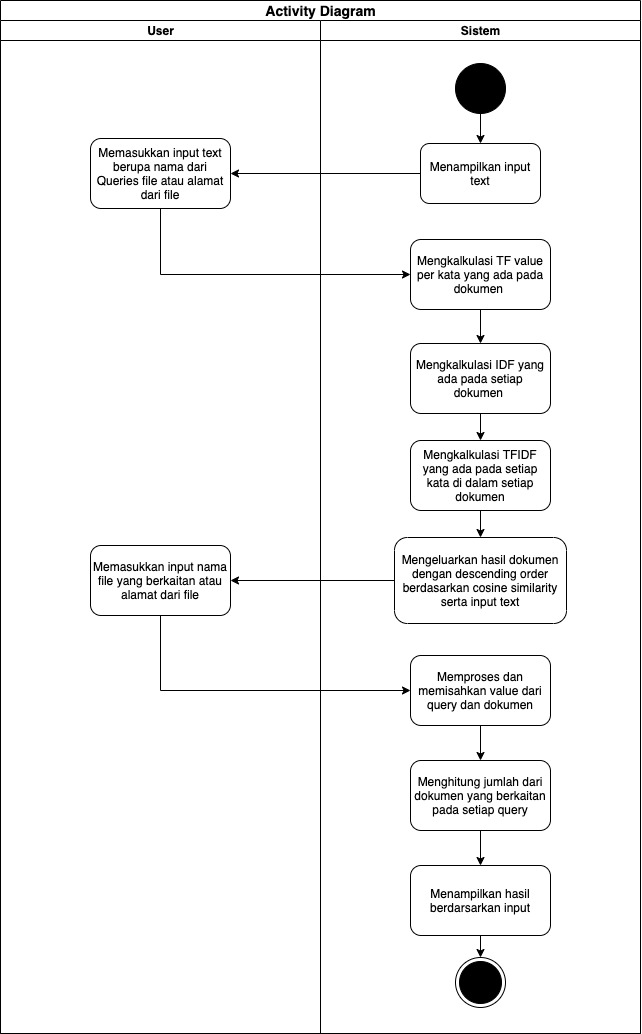 Activity Diagram
User
Sistem
Menampilkan input
text
Memasukkan input text
berupa nama dari
Queries file atau alamat
dari file
Mengkalkulasi TF value
per kata yang ada pada
dokumen
Mengkalkulasi IDF yang
ada pada setiap
dokumen
Mengkalkulasi TFIDF
yang ada pada setiap
kata di dalam setiap
dokumen
Mengeluarkan hasil dokumen
dengan descending order
berdasarkan cosine similarity
serta input text
Memasukkan input nama
file yang berkaitan atau
alamat dari file
Memproses dan
memisahkan value dari
query dan dokumen
Menghitung jumlah dari
dokumen yang berkaitan
pada setiap query
Menampilkan hasil
berdarsarkan input